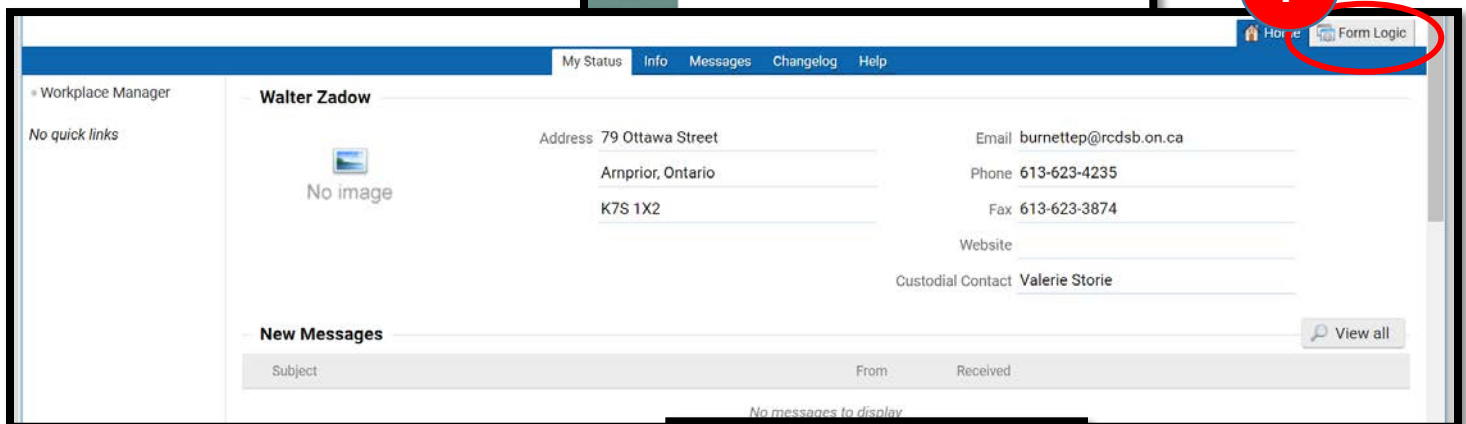 Home Form Logic
My Status Info Messages Changelog Help
Workplace Manager
No quick links
Walter Zadow
No image
Address 79 Ottawa Street
Arnprior, Ontario
K7S 1X2
Email burnettep@rcdsb.on.ca
Phone 613-623-4235
Fax 613-623-3874
Website
Custodial Contact Valerie Storie
New Messages
View all
Subject From Received
No messages to display